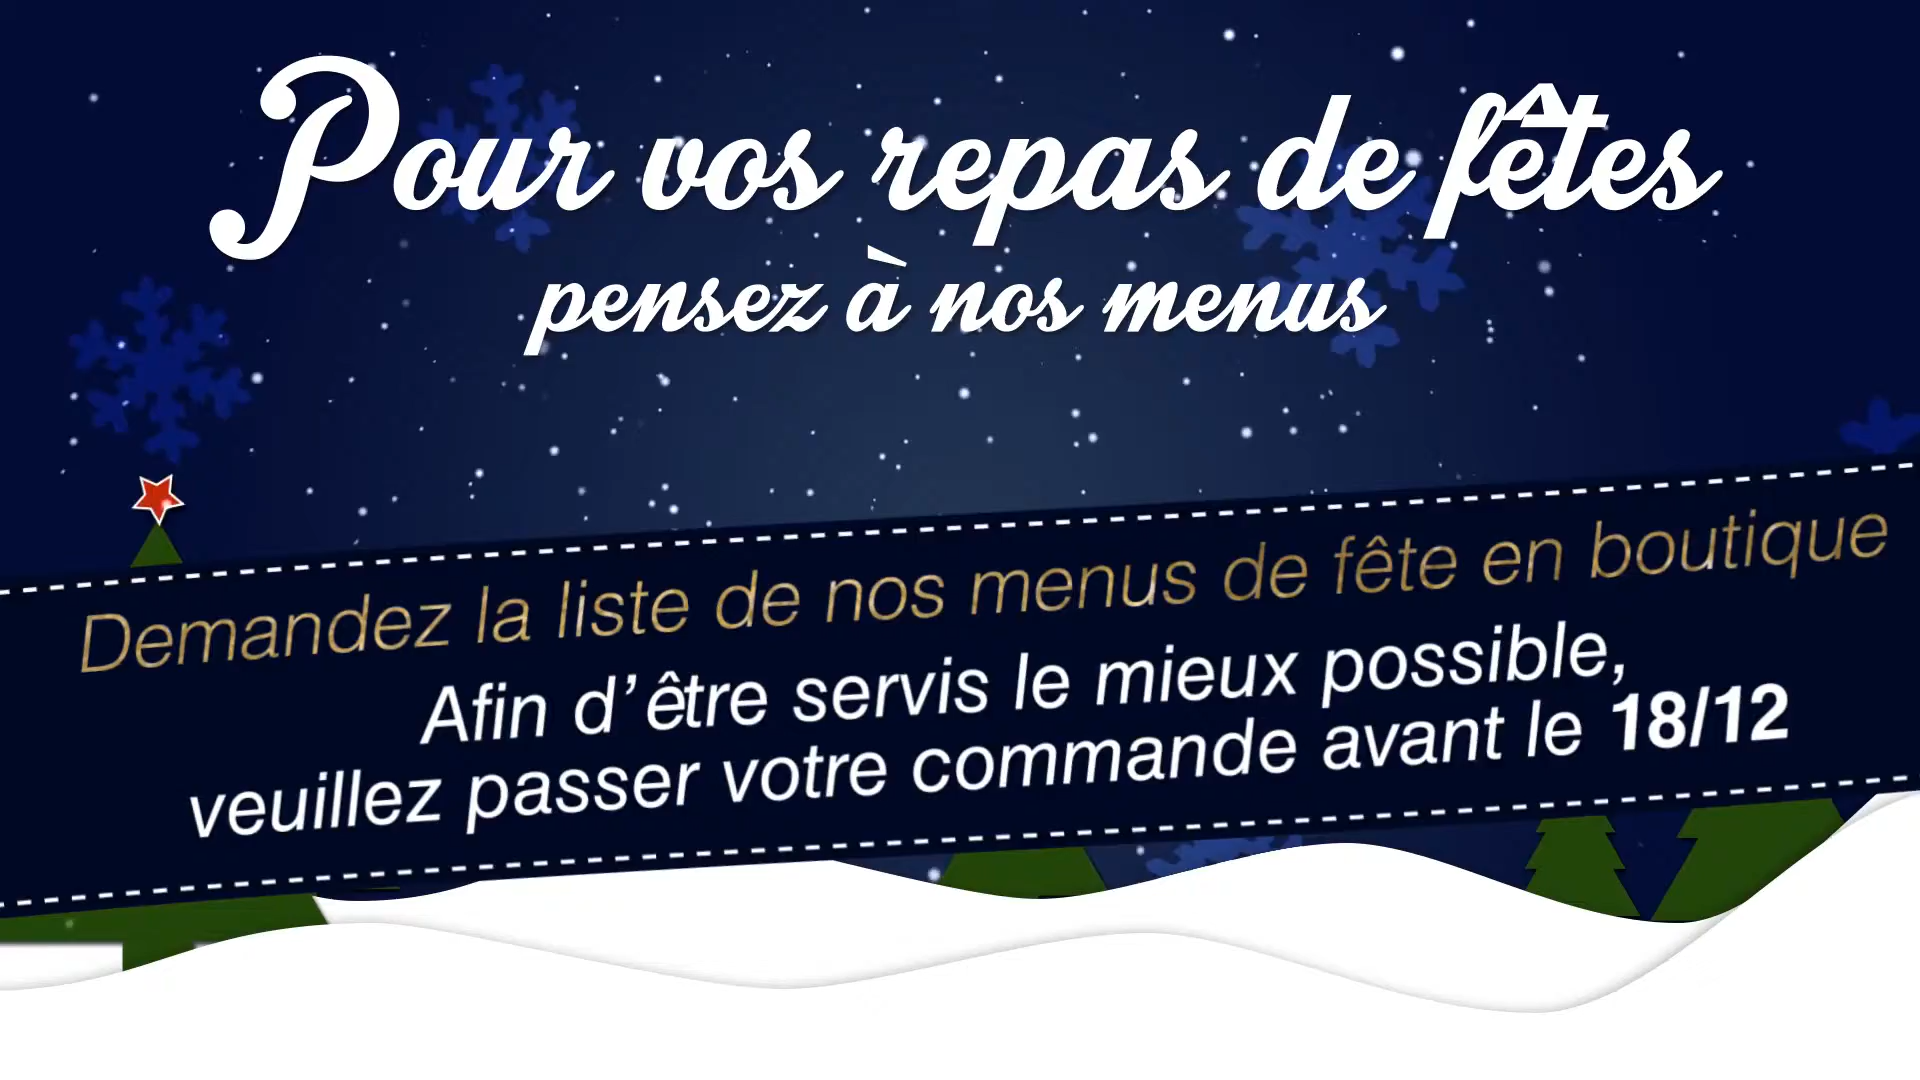 Pour vos repas de fêtes
pensez à nos menus
Demandez la liste de nos menus de fête en boutique
Afin d’être servis le mieux possible,
veuillez passer votre commande avant le 18/12